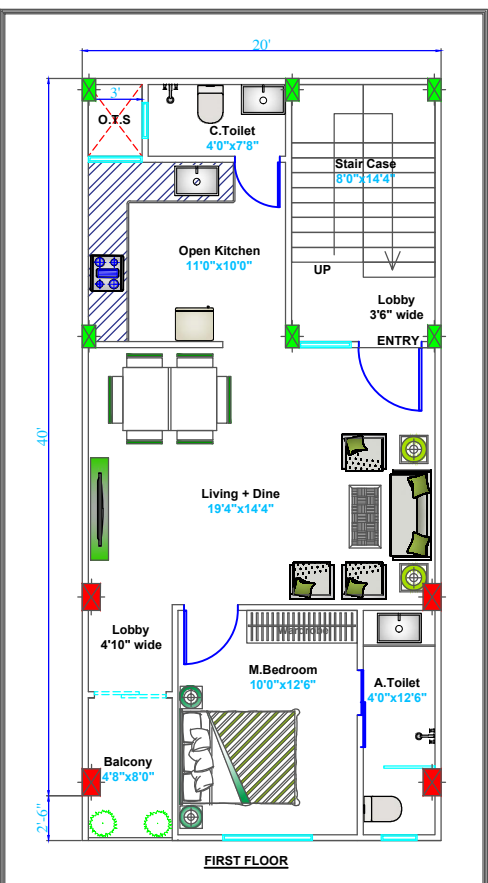 20'
3'
O.T.S
C.Toilet
4'0"x7'8"
Stair Case
8'0"x14'4"
Open Kitchen
11'0"x10'0"
UP
Lobby
3'6" wide
ENTRY
40'
Living + Dine
19'4"x14'4"
Lobby
4'10" wide
Wardrobe
M.Bedroom
10'0"x12'6"
A.Toilet
4'0"x12'6"
Balcony
4'8"x8'0"
2'-6"
FIRST FLOOR